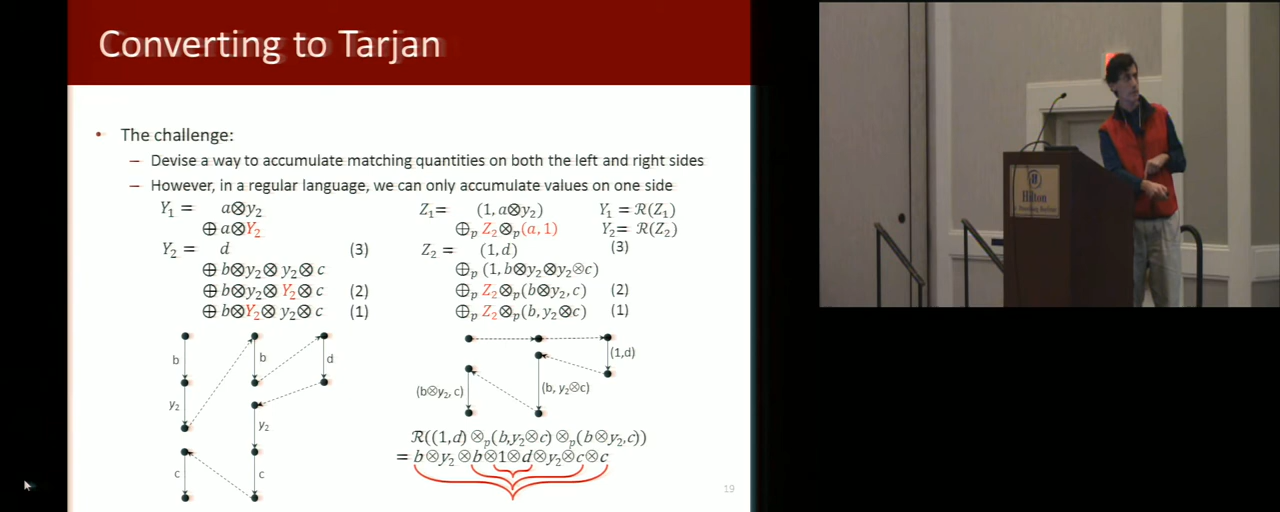 Converting to Tarjan
• The challenge:
– Devise a way to accumulate matching quantities on both the left and right sides
– However, in a regular language, we can only accumulate values on one side
Y₁ = a⊗y₂
⊕ a⊗Y₂
Y₂ = d (3)
⊕ b⊗y₂⊗ y₂⊗ c
⊕ b⊗y₂⊗ Y₂⊗ c (2)
⊕ b⊗Y₂⊗ y₂⊗ c (1)
Z₁= (1, a⊗y₂) Y₁ = ℛ(Z₁)
⊕ₚ Z₂⊗ₚ(a, 1) Y₂= ℛ(Z₂)
Z₂ = (1, d) (3)
⊕ₚ (1, b⊗y₂⊗y₂⊗c)
⊕ₚ Z₂⊗ₚ(b⊗y₂, c) (2)
⊕ₚ Z₂⊗ₚ(b, y₂⊗c) (1)
b
b
d
y₂
y₂
c
c
(1,d)
(b⊗y₂, c)
(b, y₂⊗c)
ℛ((1,d) ⊗ₚ(b,y₂⊗c) ⊗ₚ(b⊗y₂,c))
= b⊗y₂ ⊗b⊗1⊗d⊗y₂⊗c⊗c
19
Hilton